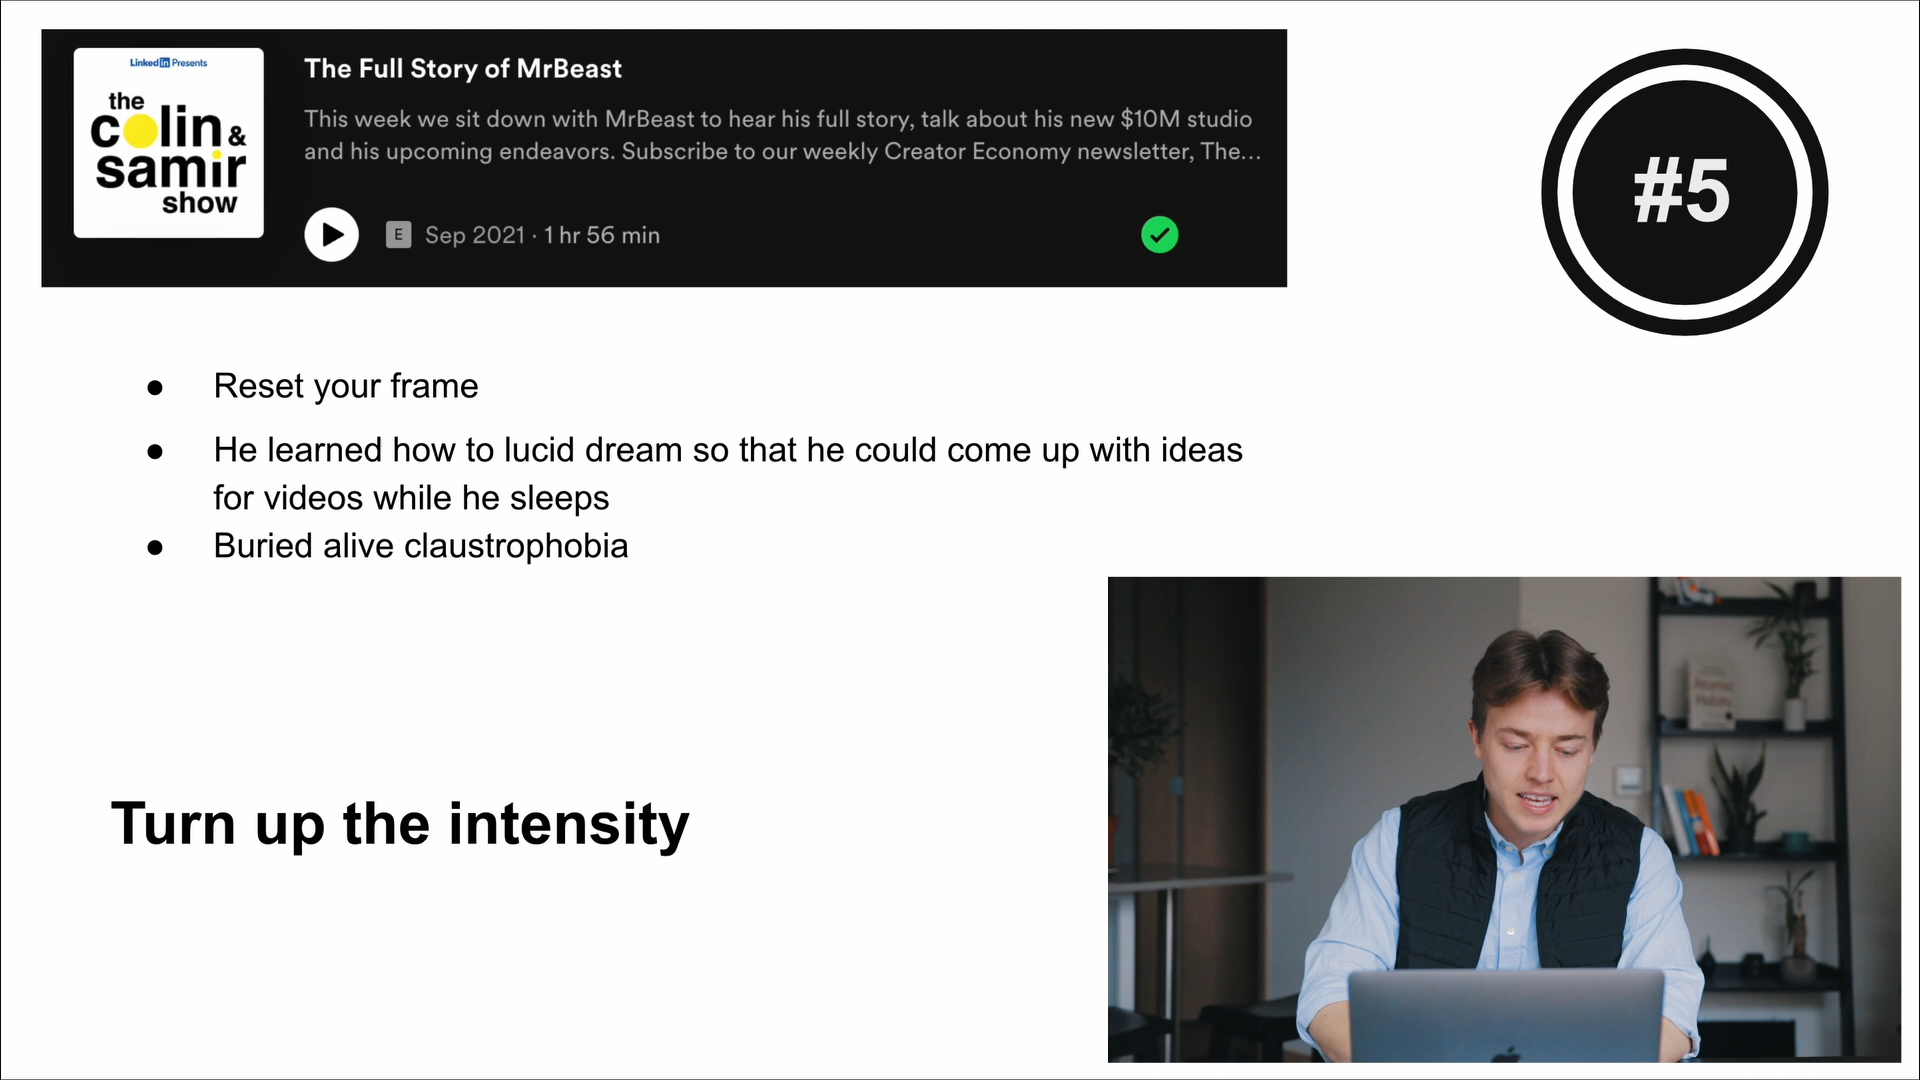 LinkedIn Presents
the
colin &
samir
show
The Full Story of MrBeast
This week we sit down with MrBeast to hear his full story, talk about his new $10M studio
and his upcoming endeavors. Subscribe to our weekly Creator Economy newsletter, The...
E Sep 2021 · 1 hr 56 min
#5
● Reset your frame
● He learned how to lucid dream so that he could come up with ideas
for videos while he sleeps
● Buried alive claustrophobia
Turn up the intensity
Atomic
Habits